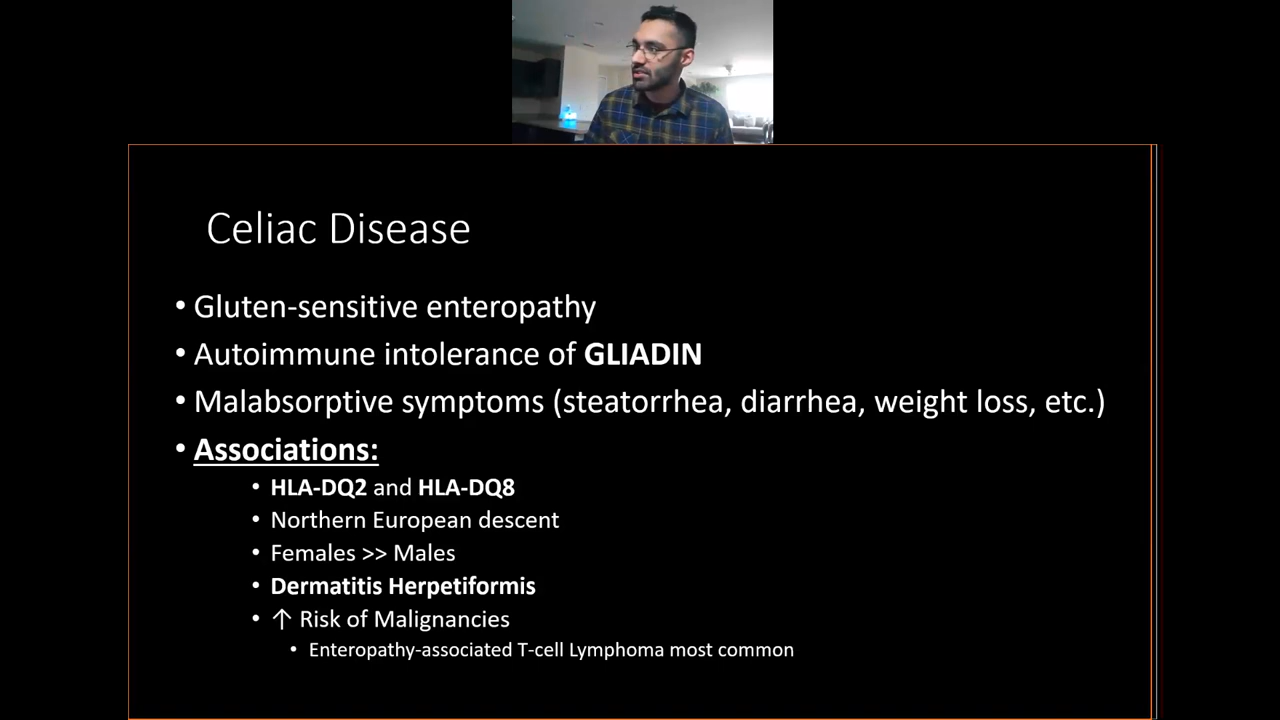 Celiac Disease
• Gluten-sensitive enteropathy
• Autoimmune intolerance of GLIADIN
• Malabsorptive symptoms (steatorrhea, diarrhea, weight loss, etc.)
• Associations:
• HLA-DQ2 and HLA-DQ8
• Northern European descent
• Females >> Males
• Dermatitis Herpetiformis
• ↑ Risk of Malignancies
• Enteropathy-associated T-cell Lymphoma most common